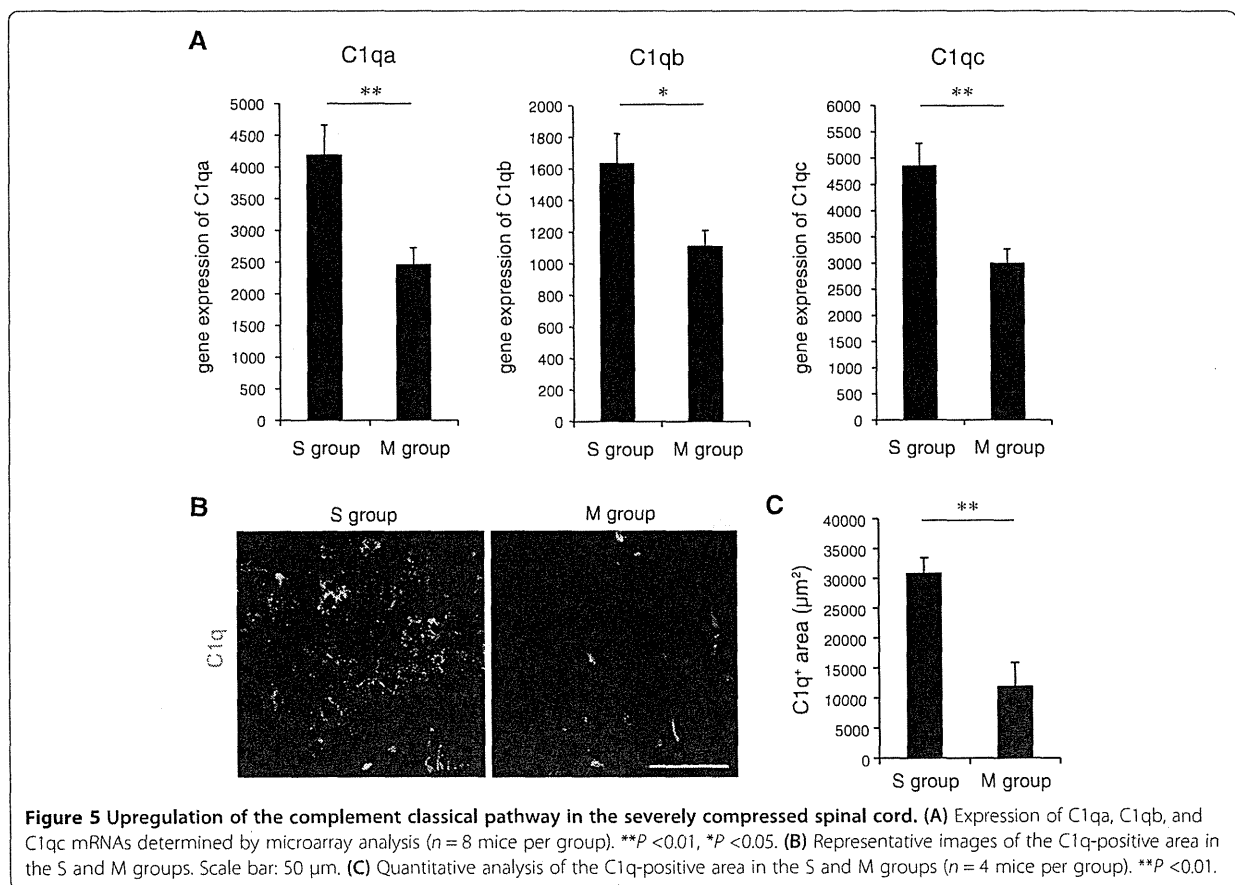 A
C1qa
C1qb
C1qc
**
*
**
gene expression of C1qa
5000
4500
4000
3500
3000
2500
2000
1500
1000
500
0
S group M group
gene expression of C1qb
2000
1800
1600
1400
1200
1000
800
600
400
200
0
S group M group
gene expression of C1qc
6000
5500
5000
4500
4000
3500
3000
2500
2000
1500
1000
500
0
S group M group
B
S group
M group
C1q
C
**
C1q⁺ area (µm²)
40000
35000
30000
25000
20000
15000
10000
5000
0
S group M group
Figure 5 Upregulation of the complement classical pathway in the severely compressed spinal cord. (A) Expression of C1qa, C1qb, and
C1qc mRNAs determined by microarray analysis (n = 8 mice per group). **P <0.01, *P <0.05. (B) Representative images of the C1q-positive area in
the S and M groups. Scale bar: 50 µm. (C) Quantitative analysis of the C1q-positive area in the S and M groups (n = 4 mice per group). **P <0.01.